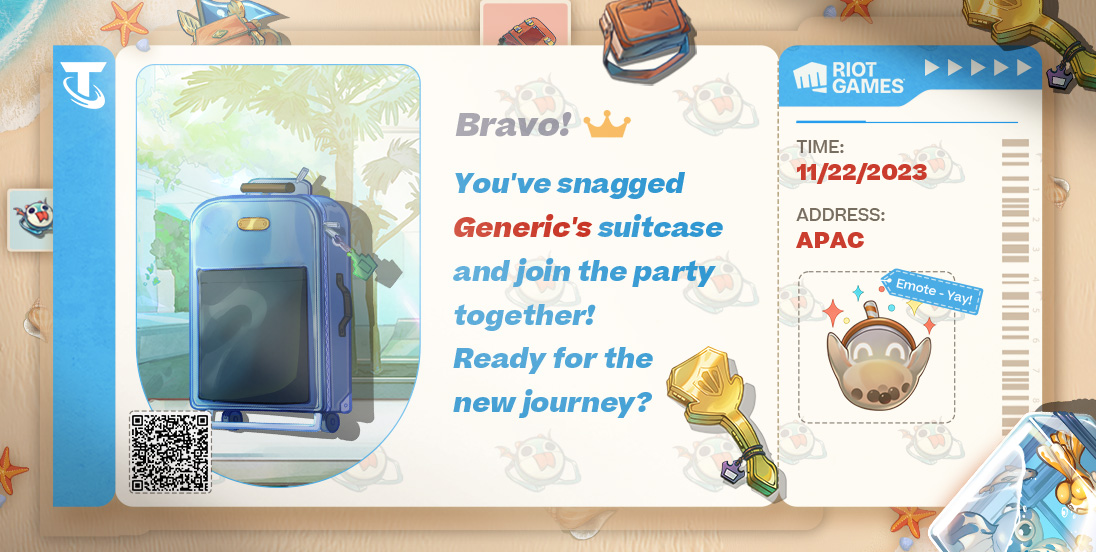 Bravo!
You've snagged
Generic's suitcase
and join the party
together!
Ready for the
new journey?
RIOT
GAMES
TIME:
11/22/2023
ADDRESS:
APAC
Emote - Yay!